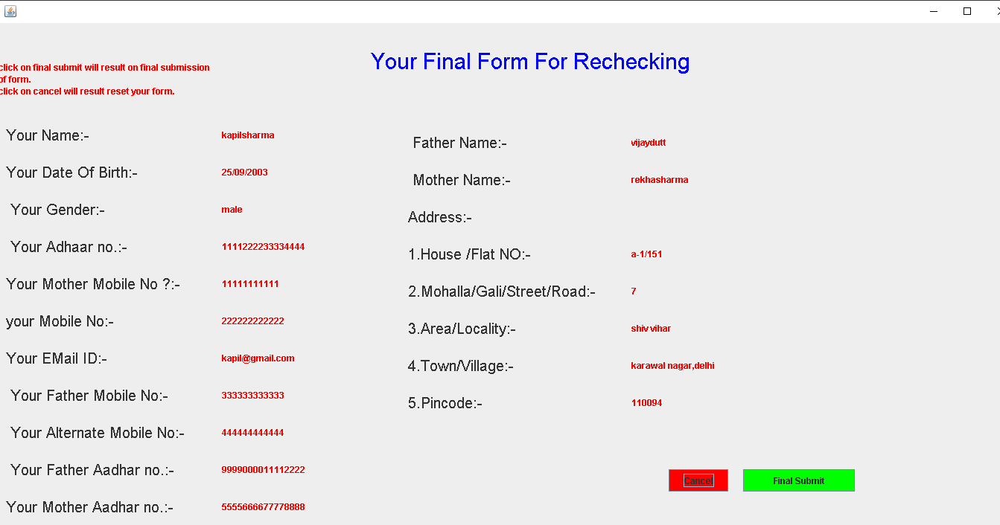 Your Final Form For Rechecking
click on final submit will result on final submission
of form.
click on cancel will result reset your form.
Your Name:- kapilsharma
Your Date Of Birth:- 25/09/2003
Your Gender:- male
Your Adhaar no.:- 1111222233334444
Your Mother Mobile No ?:- 11111111111
your Mobile No:- 222222222222
Your EMail ID:- kapil@gmail.com
Your Father Mobile No:- 333333333333
Your Alternate Mobile No:- 444444444444
Your Father Aadhar no.:- 9999000011112222
Your Mother Aadhar no.:- 5555666677778888
Father Name:- vijaydutt
Mother Name:- rekhasharma
Address:-
1.House /Flat NO:- a-1/151
2.Mohalla/Gali/Street/Road:- 7
3.Area/Locality:- shiv vihar
4.Town/Village:- karawal nagar,delhi
5.Pincode:- 110094
Cancel Final Submit